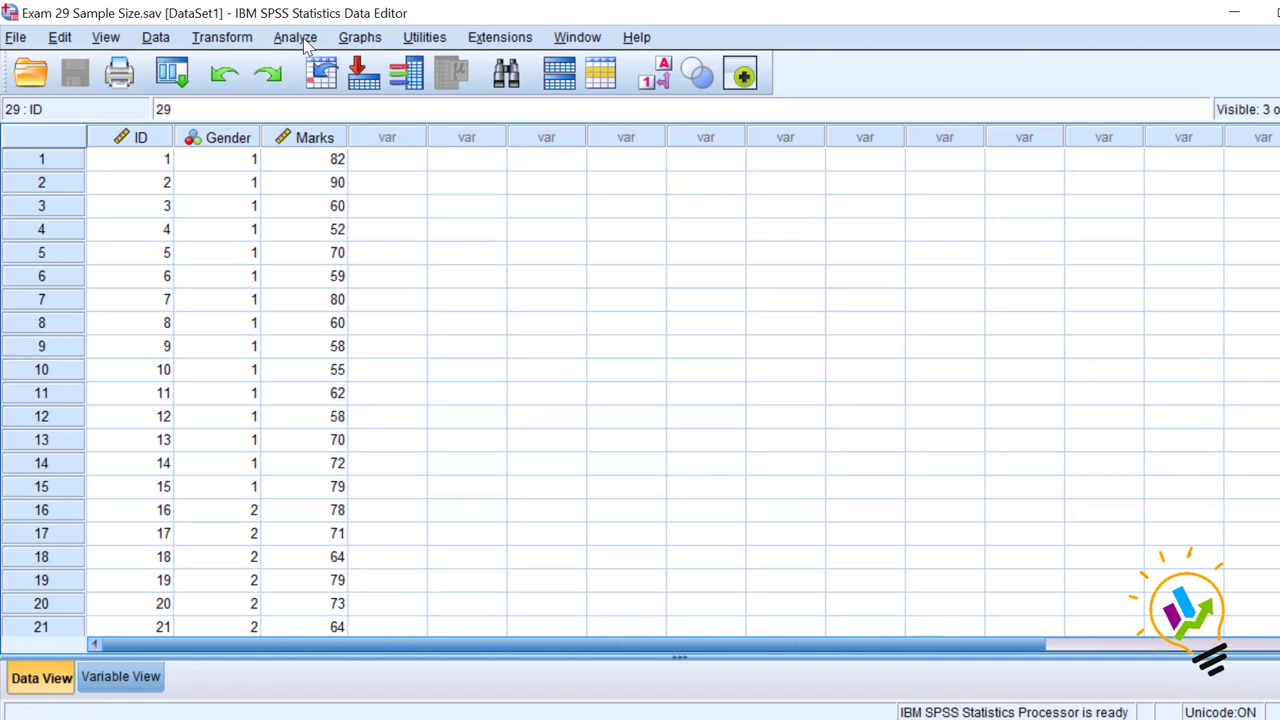 Exam 29 Sample Size.sav [DataSet1] - IBM SPSS Statistics Data Editor
File Edit View Data Transform Analyze Graphs Utilities Extensions Window Help
29 : ID 29 Visible: 3 o
ID Gender Marks var var var var var var var var var var var var
1 1 1 82
2 2 1 90
3 3 1 60
4 4 1 52
5 5 1 70
6 6 1 59
7 7 1 80
8 8 1 60
9 9 1 58
10 10 1 55
11 11 1 62
12 12 1 58
13 13 1 70
14 14 1 72
15 15 1 79
16 16 2 78
17 17 2 71
18 18 2 64
19 19 2 79
20 20 2 73
21 21 2 64
Data View Variable View
IBM SPSS Statistics Processor is ready Unicode:ON